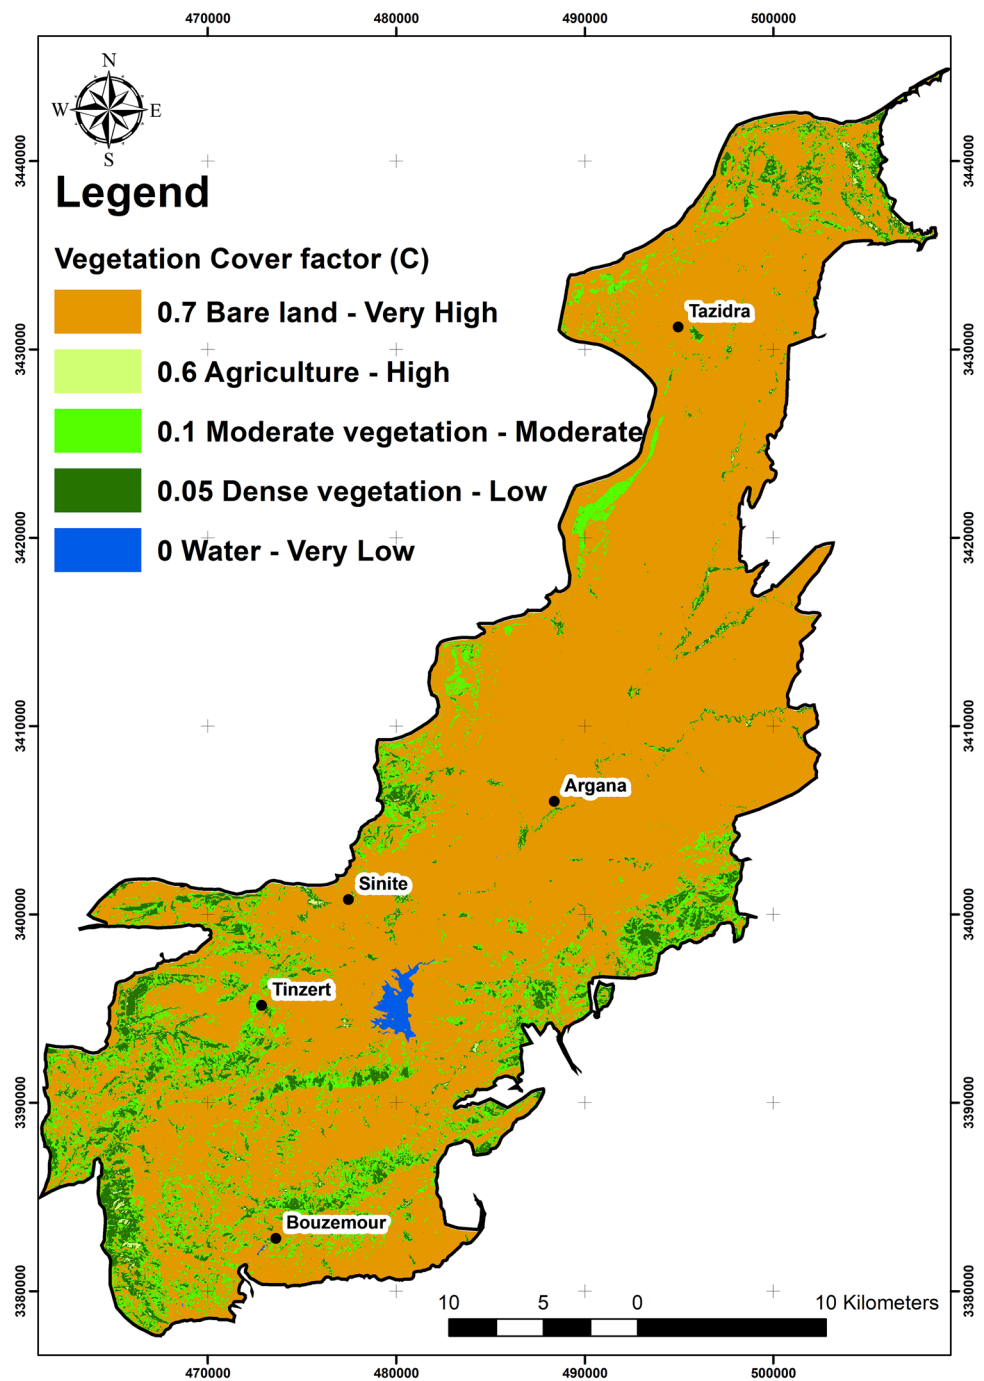 470000 480000 490000 500000
N
W E
S
3440000 3440000
Legend
Vegetation Cover factor (C)
0.7 Bare land - Very High
Tazidra
3430000 3430000
0.6 Agriculture - High
0.1 Moderate vegetation - Moderate
0.05 Dense vegetation - Low
3420000 3420000
0 Water - Very Low
3410000 3410000
Argana
Sinite
3400000 3400000
Tinzert
3390000 3390000
Bouzemour
3380000 3380000
10 5 0 10 Kilometers
470000 480000 490000 500000